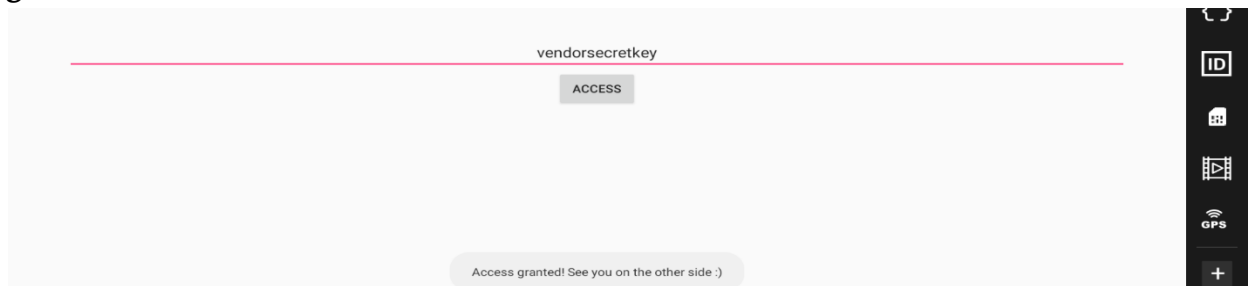 vendorsecretkey
ACCESS
Access granted! See you on the other side :)
{ }
ID
GPS
+